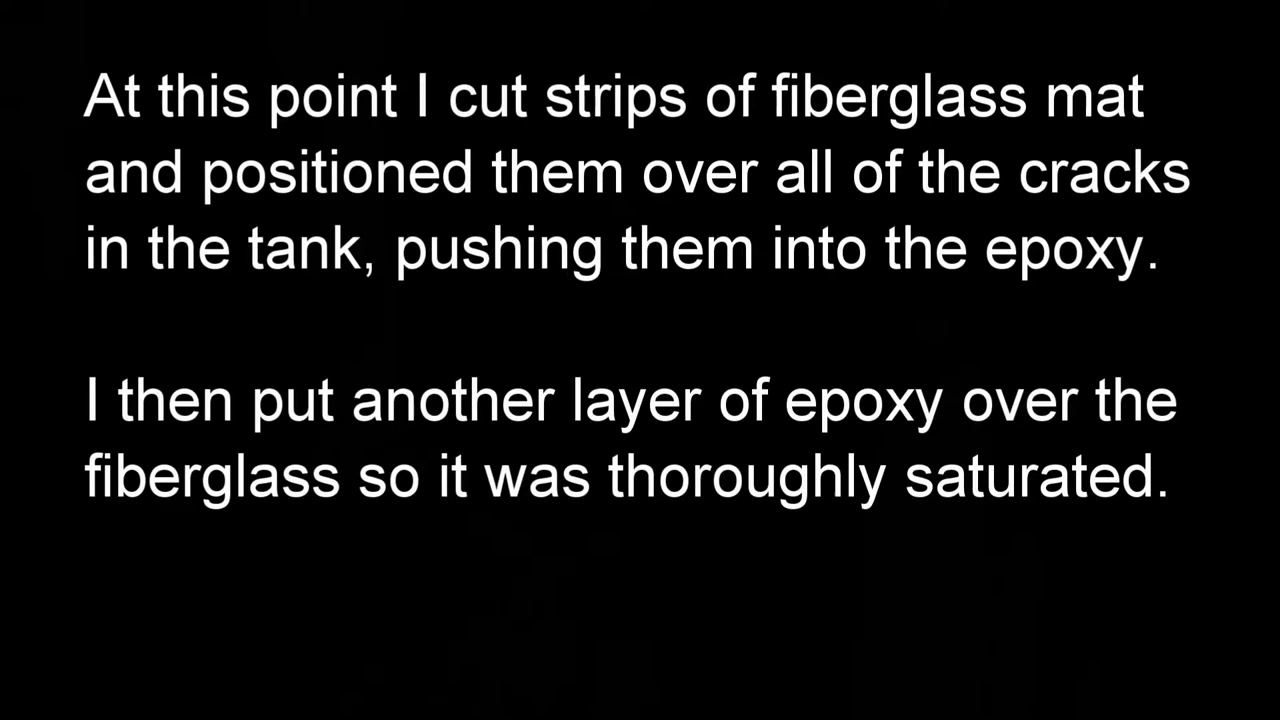 At this point I cut strips of fiberglass mat
and positioned them over all of the cracks
in the tank, pushing them into the epoxy.
I then put another layer of epoxy over the
fiberglass so it was thoroughly saturated.